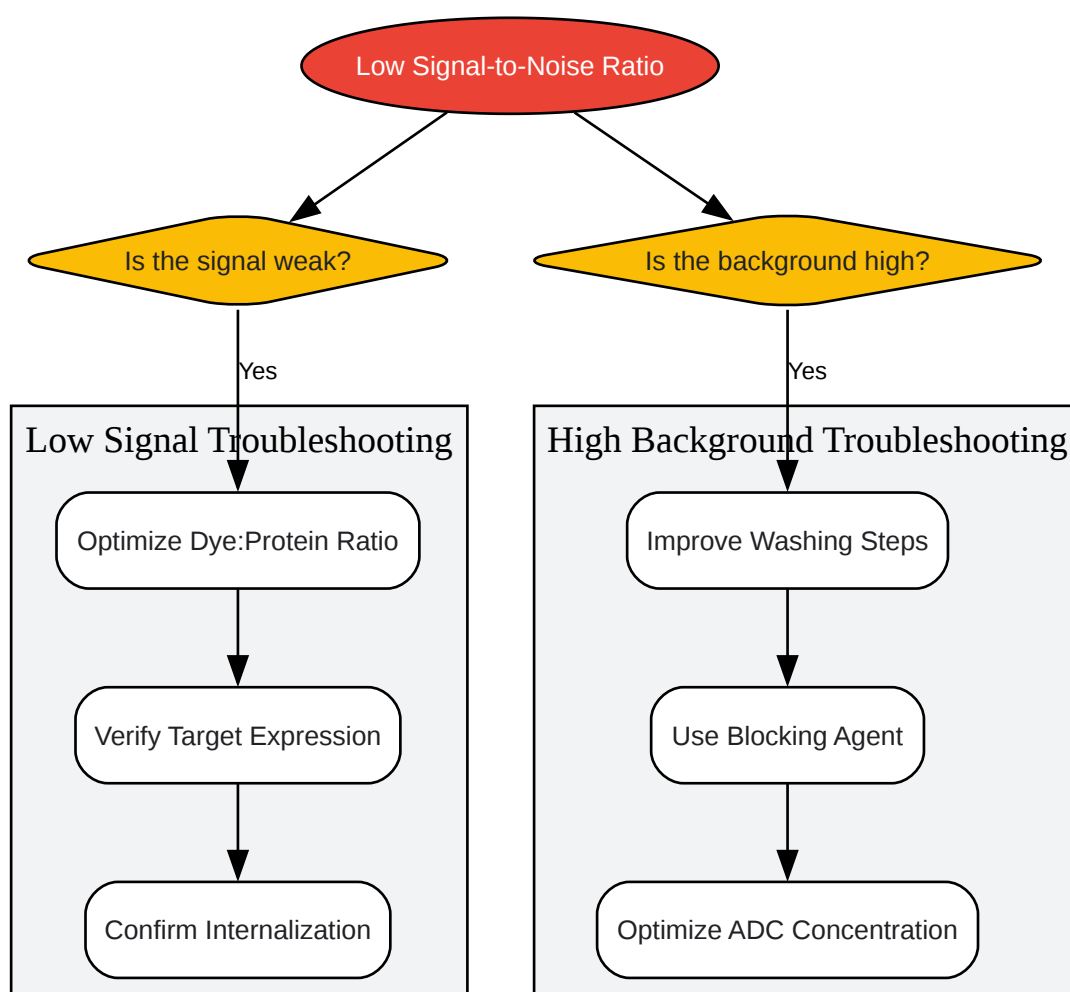 Low Signal-to-Noise Ratio
Is the signal weak?
Is the background high?
Yes
Yes
Low Signal Troubleshooting
High Background Troubleshooting
Optimize Dye:Protein Ratio
Improve Washing Steps
Verify Target Expression
Use Blocking Agent
Confirm Internalization
Optimize ADC Concentration